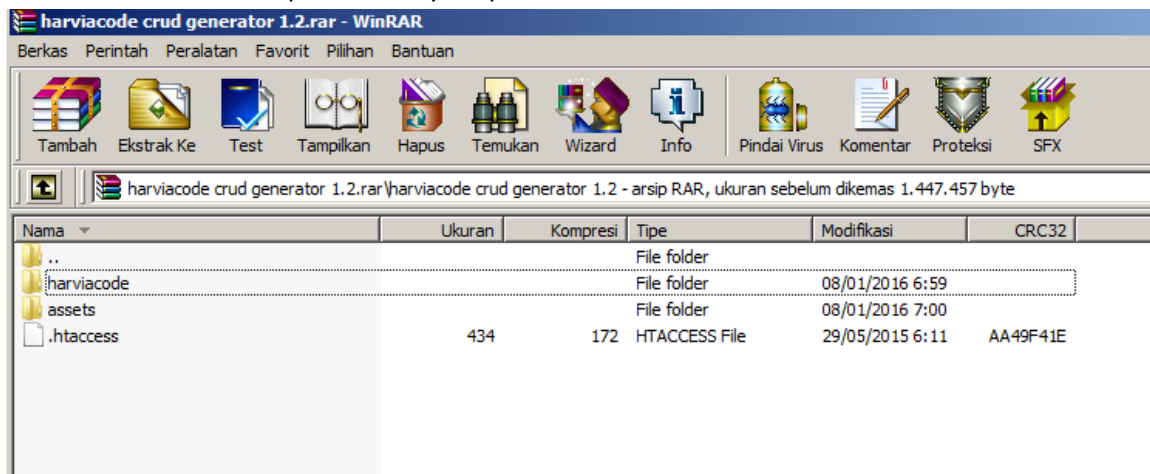 harviacode crud generator 1.2.rar - WinRAR
Berkas Perintah Peralatan Favorit Pilihan Bantuan
Tambah Ekstrak Ke Test Tampilkan Hapus Temukan Wizard Info Pindai Virus Komentar Proteksi SFX
harviacode crud generator 1.2.rar\harviacode crud generator 1.2 - arsip RAR, ukuran sebelum dikemas 1.447.457 byte
Nama Ukuran Kompresi Tipe Modifikasi CRC32
.. File folder
harviacode File folder 08/01/2016 6:59
assets File folder 08/01/2016 7:00
.htaccess 434 172 HTACCESS File 29/05/2015 6:11 AA49F41E